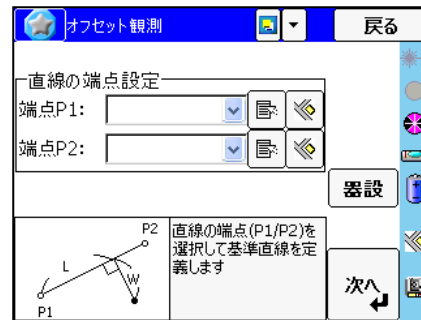 オフセット観測
戻る
直線の端点設定
端点P1:
端点P2:
器設
P2
L
W
P1
直線の端点(P1/P2)を
選択して基準直線を定
義します
次へ